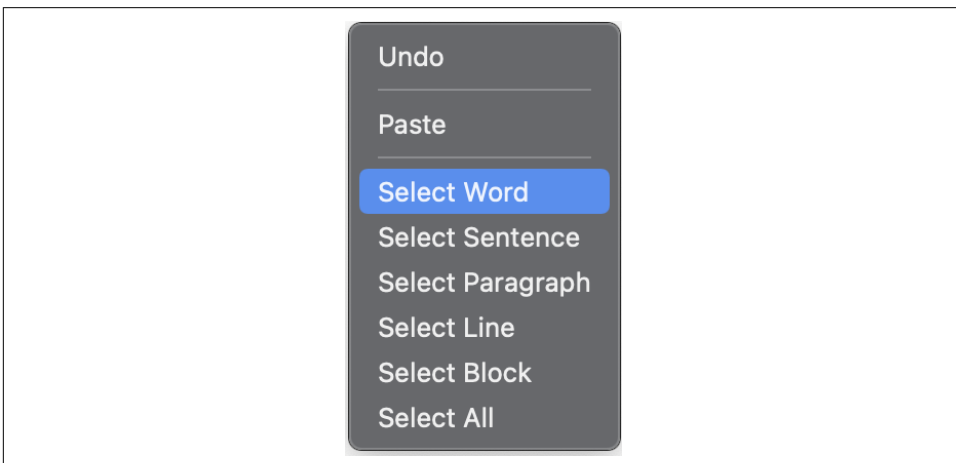 Undo
Paste
Select Word
Select Sentence
Select Paragraph
Select Line
Select Block
Select All